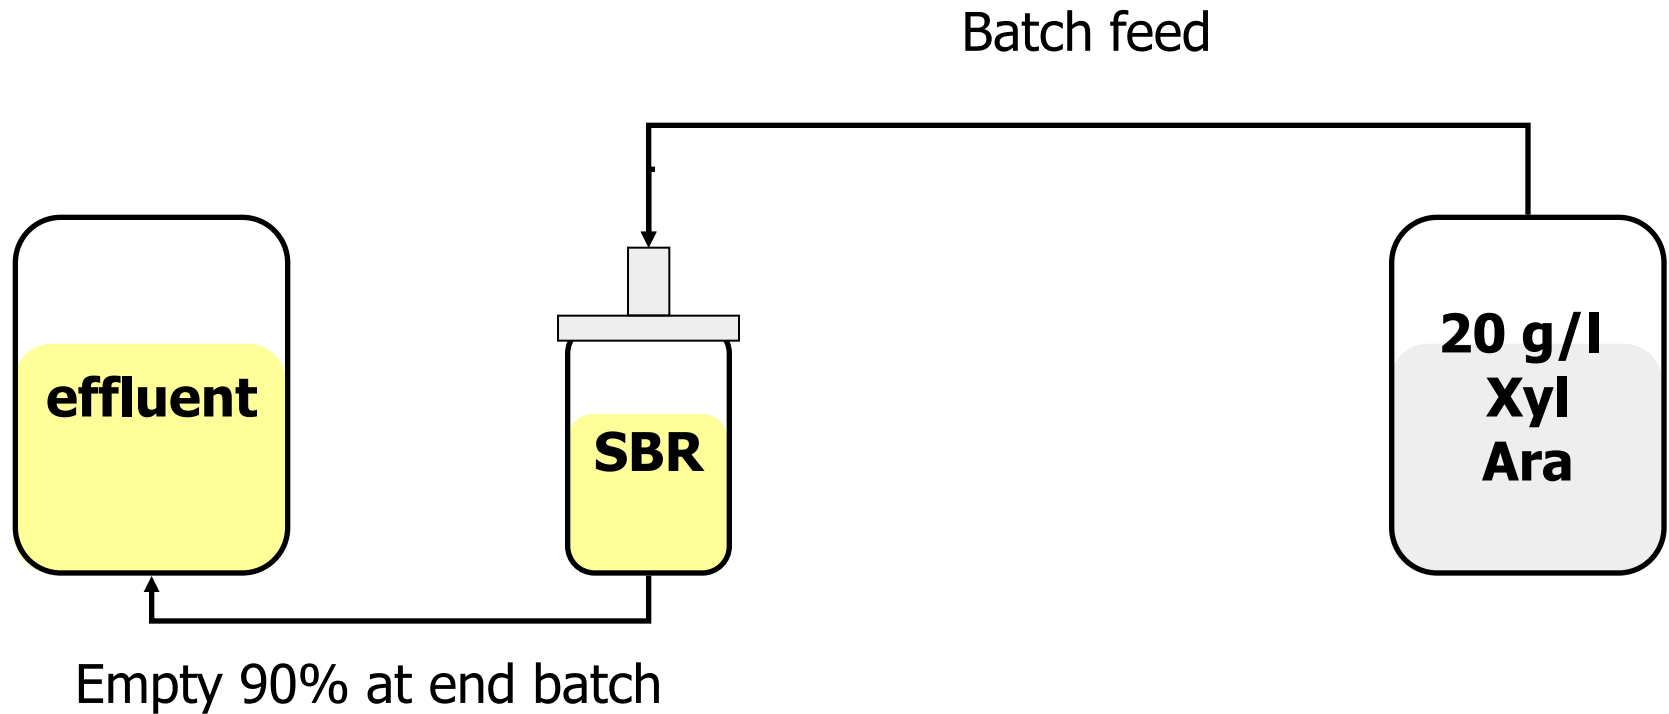 Batch feed
20 g/l
Xyl
Ara
effluent
SBR
Empty 90% at end batch